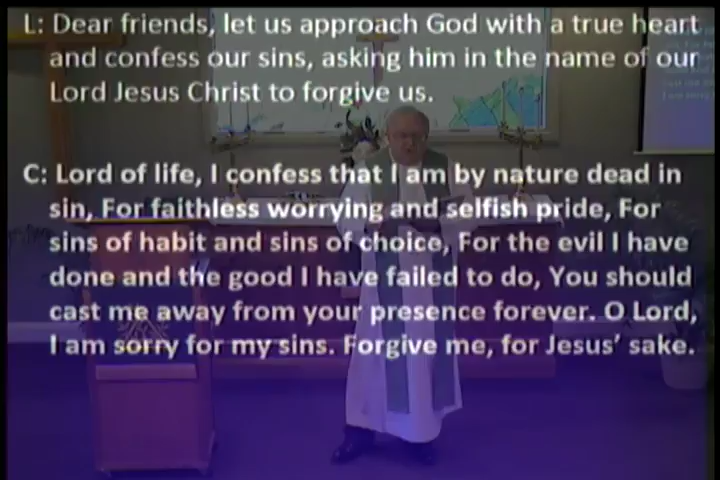 L: Dear friends, let us approach God with a true heart
and confess our sins, asking him in the name of our
Lord Jesus Christ to forgive us.
C: Lord of life, I confess that I am by nature dead in
sin, For faithless worrying and selfish pride, For
sins of habit and sins of choice, For the evil I have
done and the good I have failed to do, You should
cast me away from your presence forever. O Lord,
I am sorry for my sins. Forgive me, for Jesus’ sake.